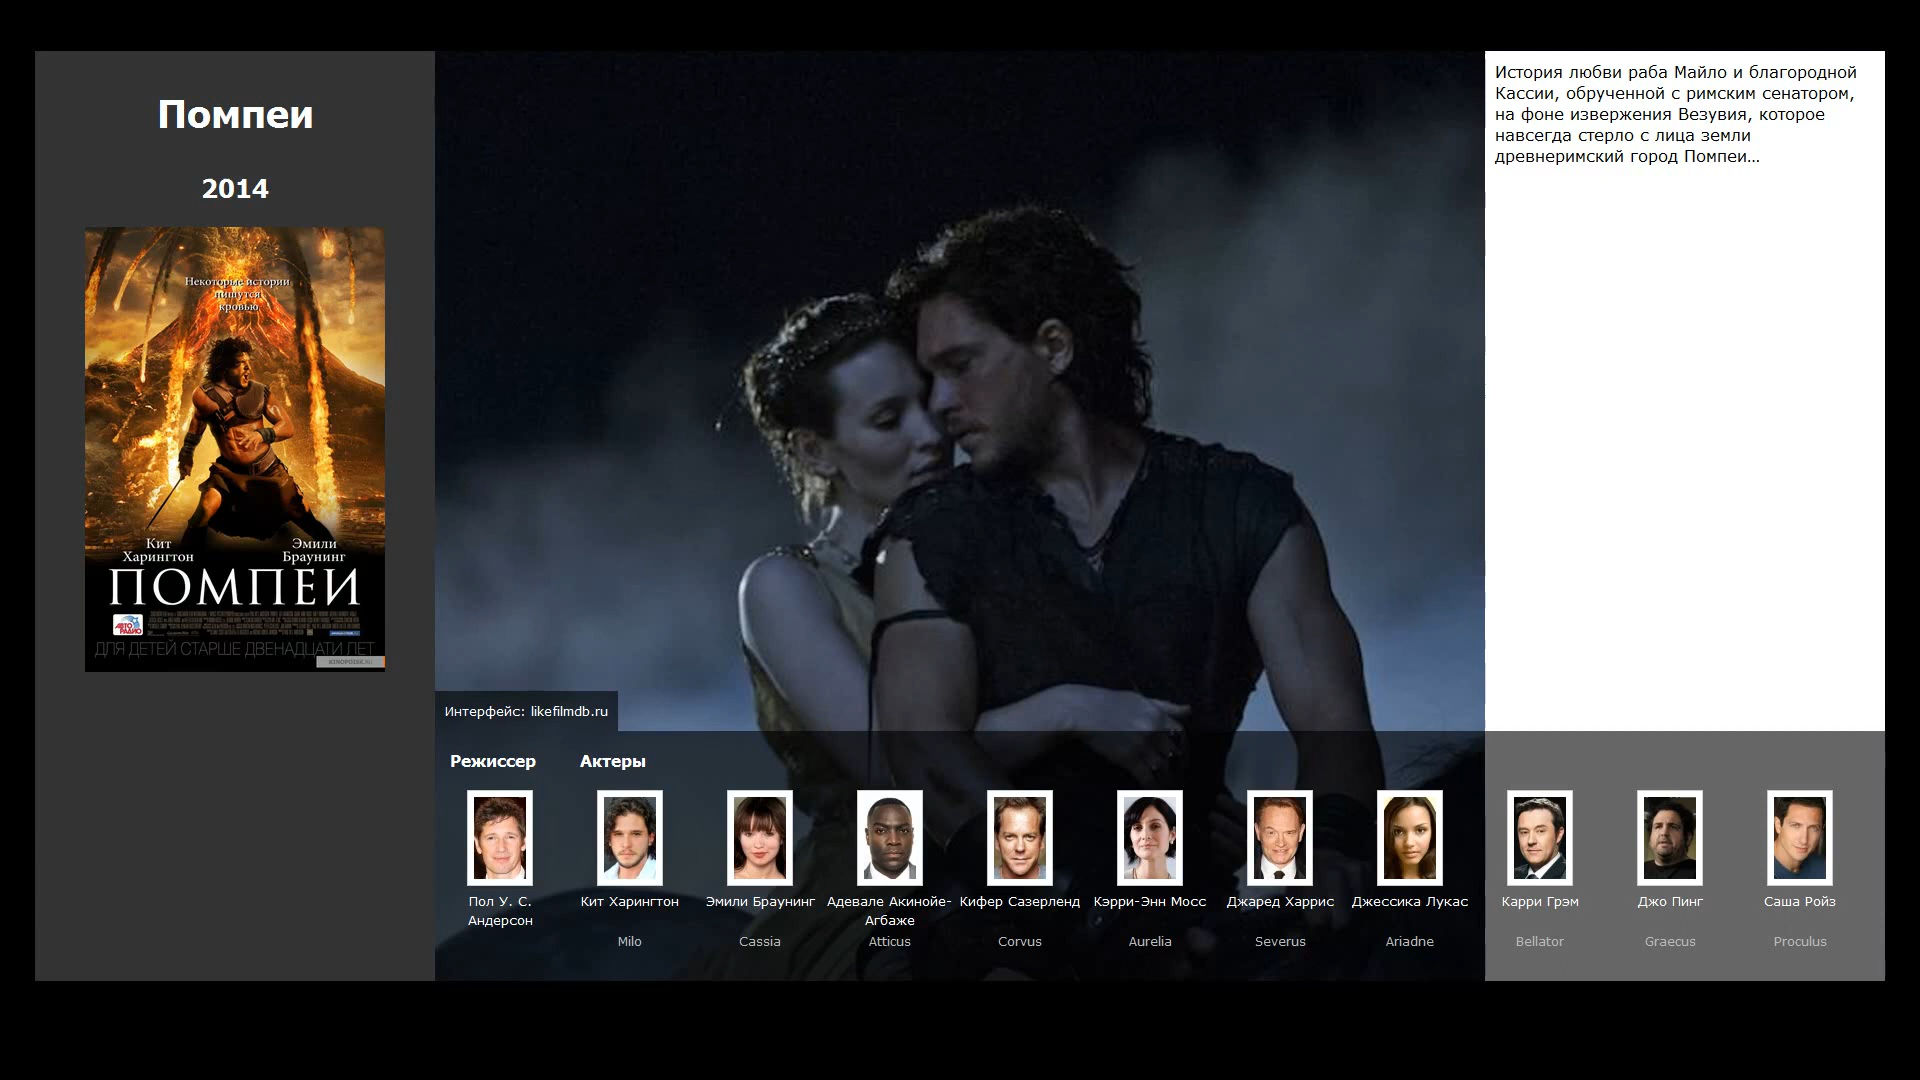 Помпеи
2014
Некоторые истории
пишутся
кровью
Кит
Харингтон
Эмили
Браунинг
ПОМПЕИ
АВТО
РАДИО
ДЛЯ ДЕТЕЙ СТАРШЕ ДВЕНАДЦАТИ ЛЕТ
KINOPOISK.RU
История любви раба Майло и благородной
Кассии, обрученной с римским сенатором,
на фоне извержения Везувия, которое
навсегда стерло с лица земли
древнеримский город Помпеи…
Интерфейс: likefilmdb.ru
Режиссер
Актеры
Пол У. С.
Андерсон
Кит Харингтон
Milo
Эмили Браунинг
Cassia
Адевале Акинойе-
Агбаже
Atticus
Кифер Сазерленд
Corvus
Кэрри-Энн Мосс
Aurelia
Джаред Харрис
Severus
Джессика Лукас
Ariadne
Карри Грэм
Bellator
Джо Пинг
Graecus
Саша Ройз
Proculus